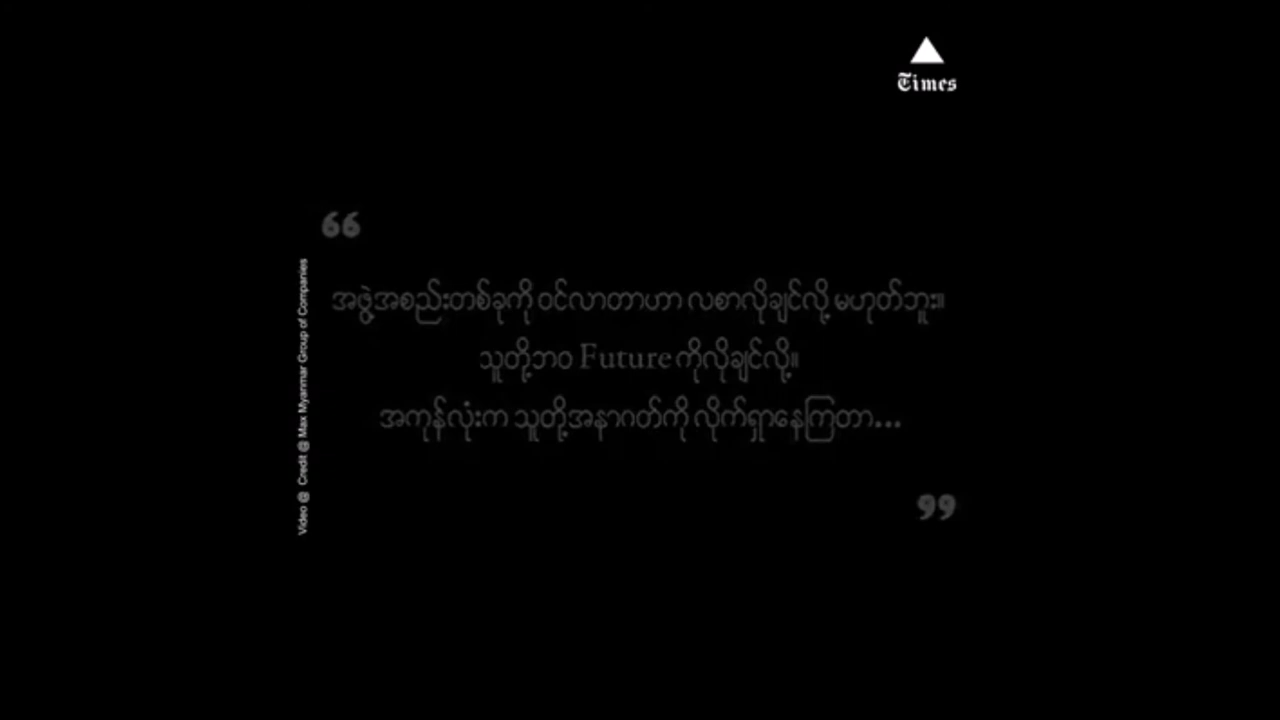 ▲
Times
“
အဖွဲ့အစည်းတစ်ခုကို ဝင်လာတာဟာ လစာလိုချင်လို့ မဟုတ်ဘူး။
သူတို့ဘဝ Future ကိုလိုချင်လို့။
အကုန်လုံးက သူတို့အနာဂတ်ကို လိုက်ရှာနေကြတာ...
”
Video @ Credit @ Max Myanmar Group of Companies